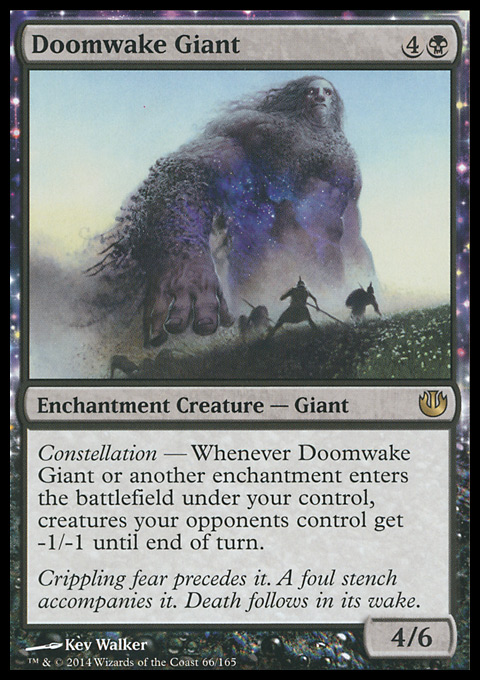 Doomwake Giant 4
Enchantment Creature — Giant
Constellation — Whenever Doomwake
Giant or another enchantment enters
the battlefield under your control,
creatures your opponents control get
-1/-1 until end of turn.
Crippling fear precedes it. A foul stench
accompanies it. Death follows in its wake.
Kev Walker
™ & © 2014 Wizards of the Coast 66/165
4/6